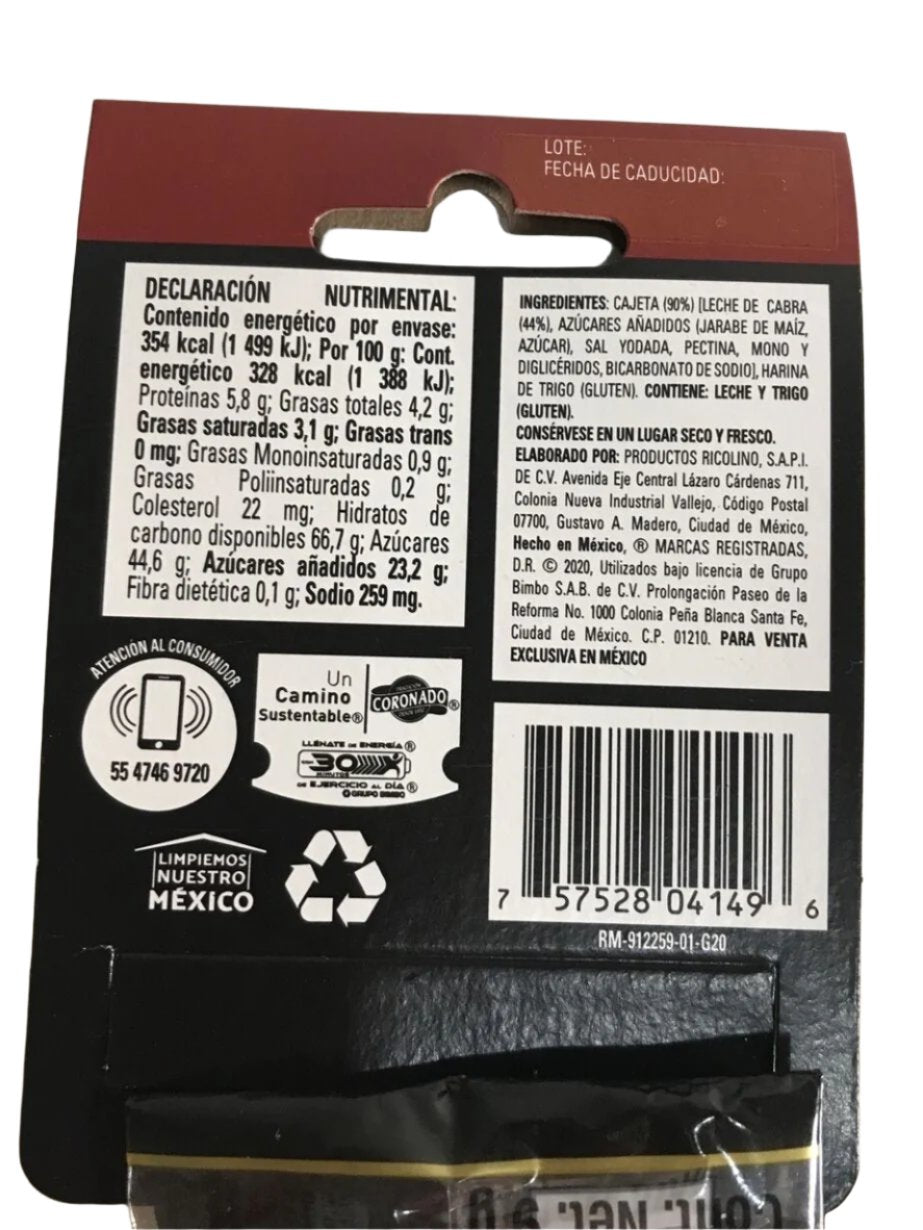 LOTE:
FECHA DE CADUCIDAD:
DECLARACIÓN NUTRIMENTAL:
Contenido energético por envase:
354 kcal (1 499 kJ); Por 100 g: Cont.
energético 328 kcal (1 388 kJ);
Proteínas 5,8 g; Grasas totales 4,2 g;
Grasas saturadas 3,1 g; Grasas trans
0 mg; Grasas Monoinsaturadas 0,9 g;
Grasas Poliinsaturadas 0,2 g;
Colesterol 22 mg; Hidratos de
carbono disponibles 66,7 g; Azúcares
44,6 g; Azúcares añadidos 23,2 g;
Fibra dietética 0,1 g; Sodio 259 mg.
INGREDIENTES: CAJETA (90%) [LECHE DE CABRA
(44%), AZÚCARES AÑADIDOS (JARABE DE MAÍZ,
AZÚCAR), SAL YODADA, PECTINA, MONO Y
DIGLICÉRIDOS, BICARBONATO DE SODIO], HARINA
DE TRIGO (GLUTEN). CONTIENE: LECHE Y TRIGO
(GLUTEN).
CONSÉRVESE EN UN LUGAR SECO Y FRESCO.
ELABORADO POR: PRODUCTOS RICOLINO, S.A.P.I.
DE C.V. Avenida Eje Central Lázaro Cárdenas 711,
Colonia Nueva Industrial Vallejo, Código Postal
07700, Gustavo A. Madero, Ciudad de México,
Hecho en México, ® MARCAS REGISTRADAS,
D.R. © 2020, Utilizados bajo licencia de Grupo
Bimbo S.A.B. de C.V. Prolongación Paseo de la
Reforma No. 1000 Colonia Peña Blanca Santa Fe,
Ciudad de México. C.P. 01210. PARA VENTA
EXCLUSIVA EN MÉXICO
ATENCIÓN AL CONSUMIDOR
55 4746 9720
Un
Camino
Sustentable®
CORONADO®
LLÉNATE DE ENERGÍA®
30
MINUTOS
DE EJERCICIO AL DÍA®
GRUPO BIMBO
LIMPIEMOS
NUESTRO
MÉXICO
7 57528 04149 6
RM-912259-01-G20
Cont. Net. 9 g